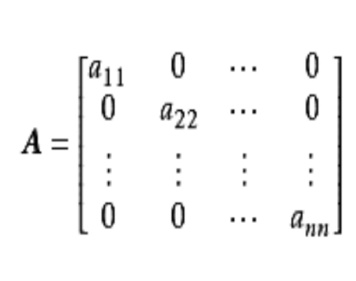 a₁₁ 0 ⋯ 0
0 a₂₂ ⋯ 0
A = ⋮ ⋮ ⋮ ⋮
0 0 ⋯ aₙₙ